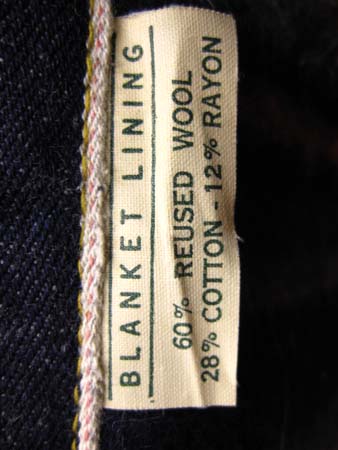 BLANKET LINING
60% REUSED WOOL
28% COTTON - 12% RAYON